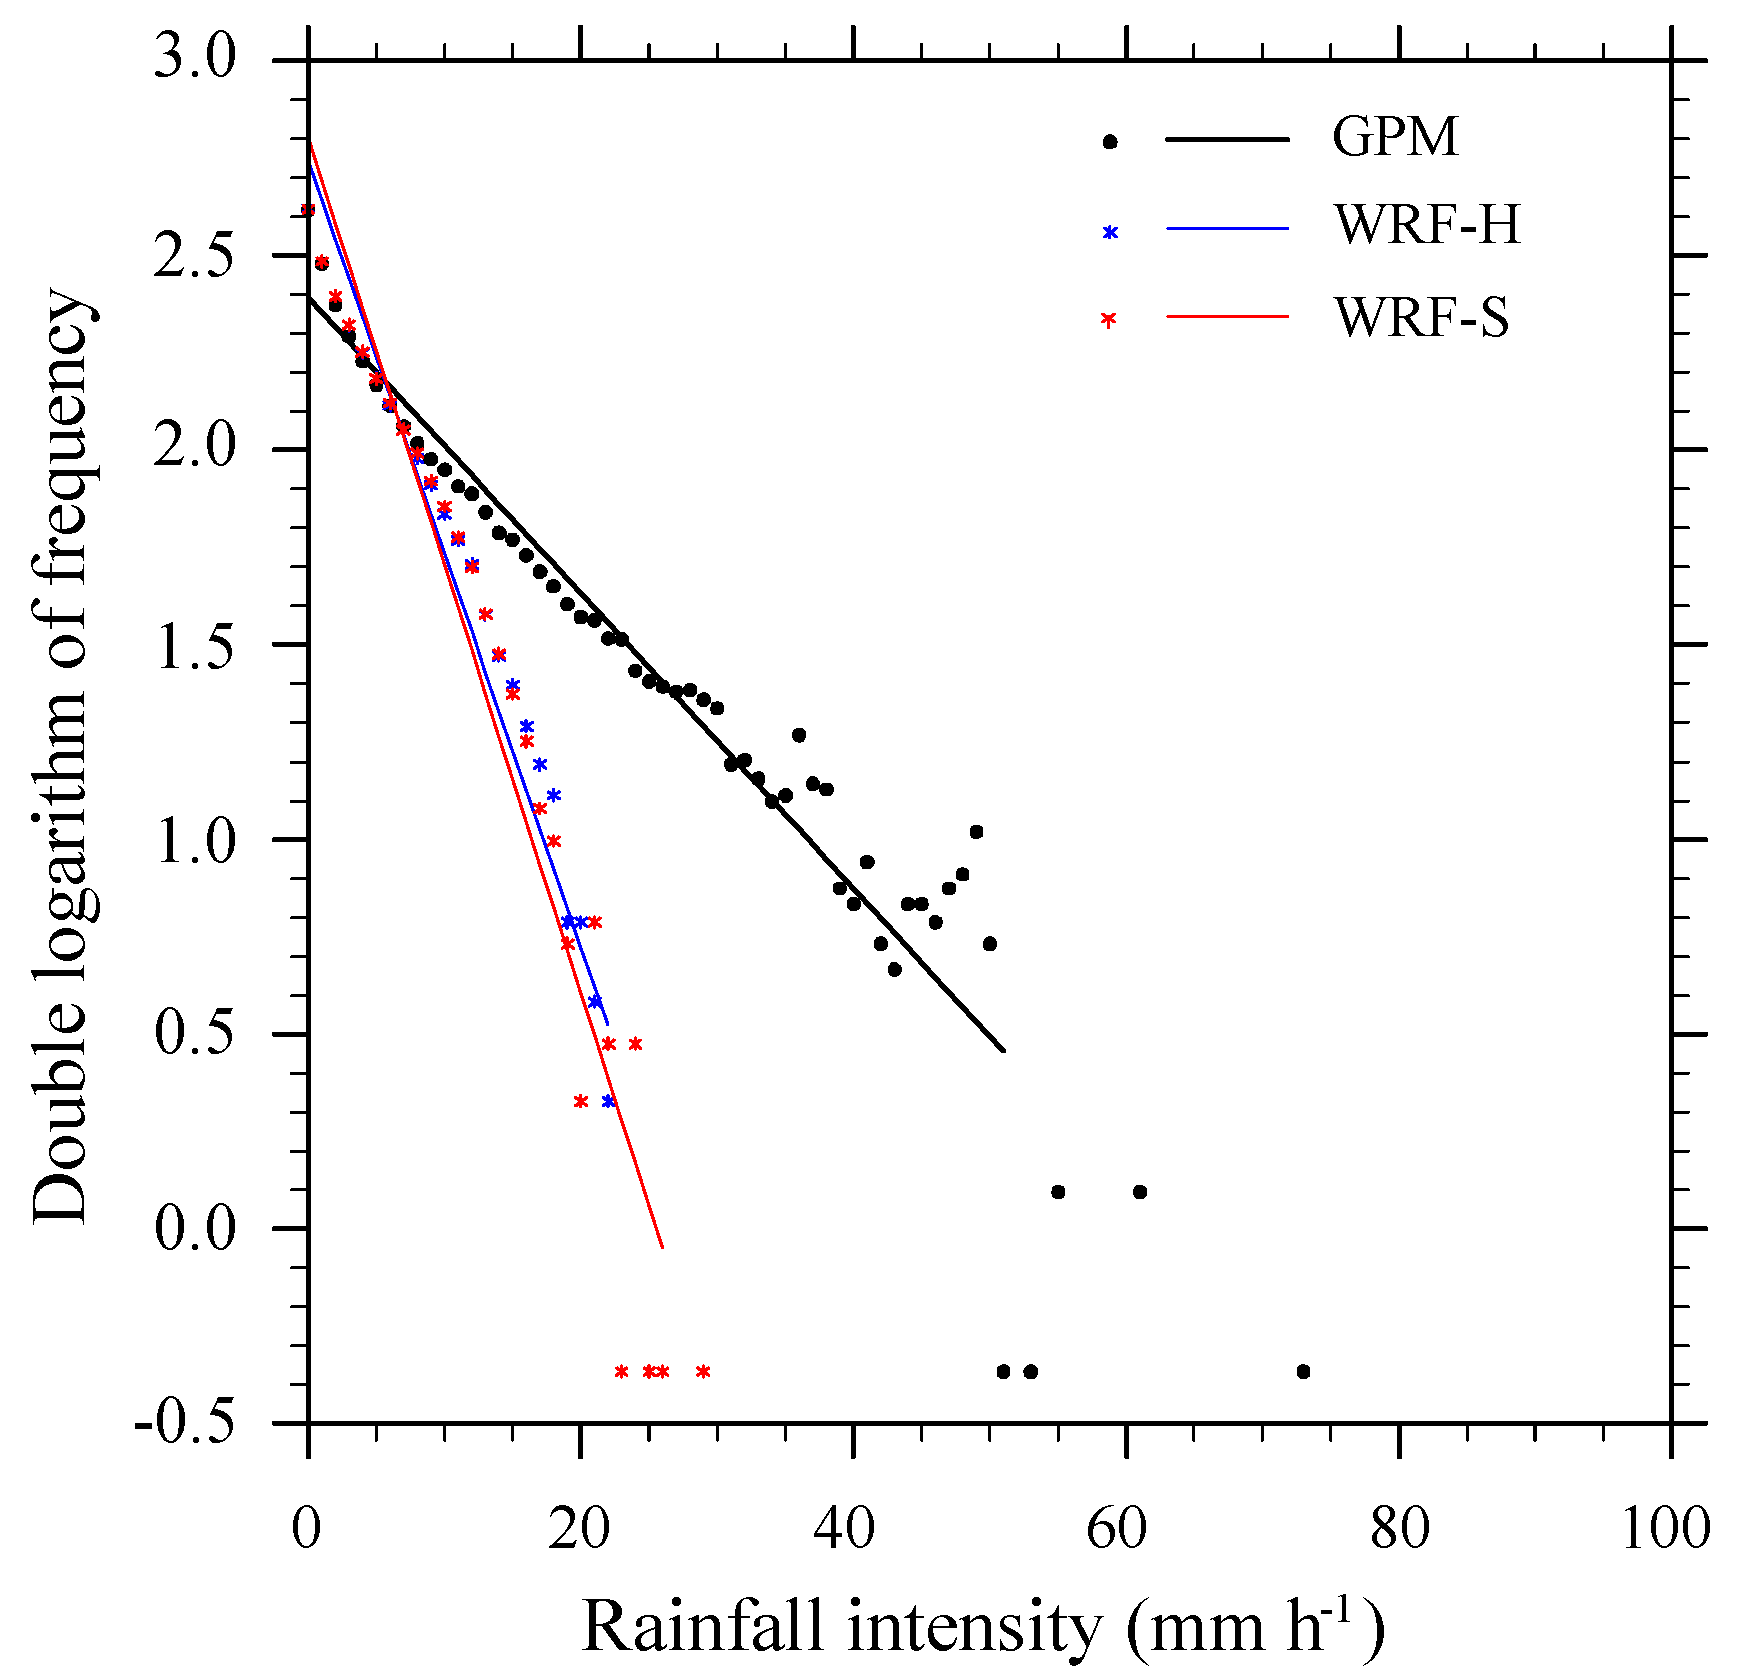 3.0
2.5
2.0
1.5
1.0
0.5
0.0
-0.5
Double logarithm of frequency
GPM
WRF-H
WRF-S
0 20 40 60 80 100
Rainfall intensity (mm h⁻¹)